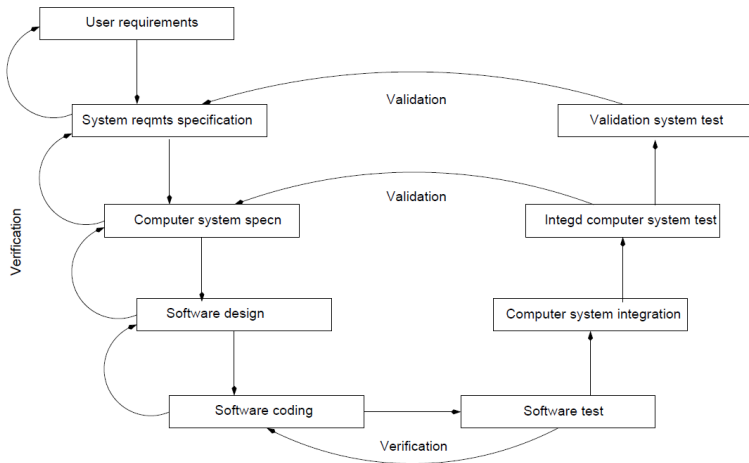 User requirements
Validation
System reqmts specification
Validation system test
Validation
Computer system specn
Integd computer system test
Verification
Software design
Computer system integration
Software coding
Software test
Verification